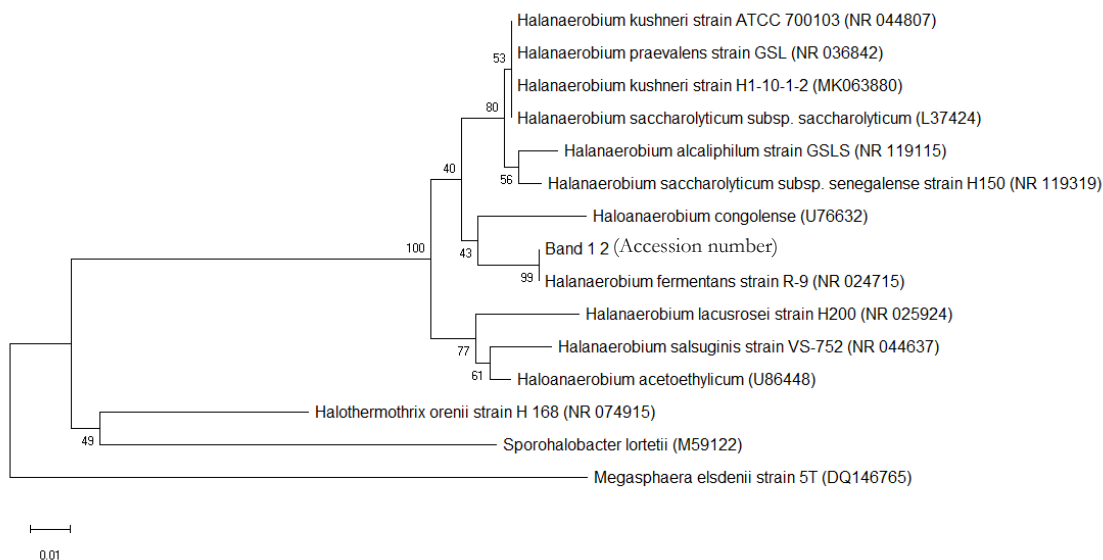 Halanaerobium kushneri strain ATCC 700103 (NR 044807)
53
Halanaerobium praevalens strain GSL (NR 036842)
Halanaerobium kushneri strain H1-10-1-2 (MK063880)
80
Halanaerobium saccharolyticum subsp. saccharolyticum (L37424)
Halanaerobium alcaliphilum strain GSLS (NR 119115)
40
56
Halanaerobium saccharolyticum subsp. senegalense strain H150 (NR 119319)
Haloanaerobium congolense (U76632)
100
43
Band 1 2 (Accession number)
99
Halanaerobium fermentans strain R-9 (NR 024715)
Halanaerobium lacusrosei strain H200 (NR 025924)
77
Halanaerobium salsuginis strain VS-752 (NR 044637)
61
Haloanaerobium acetoethylicum (U86448)
Halothermothrix orenii strain H 168 (NR 074915)
49
Sporohalobacter lortetii (M59122)
Megasphaera elsdenii strain 5T (DQ146765)
0.01